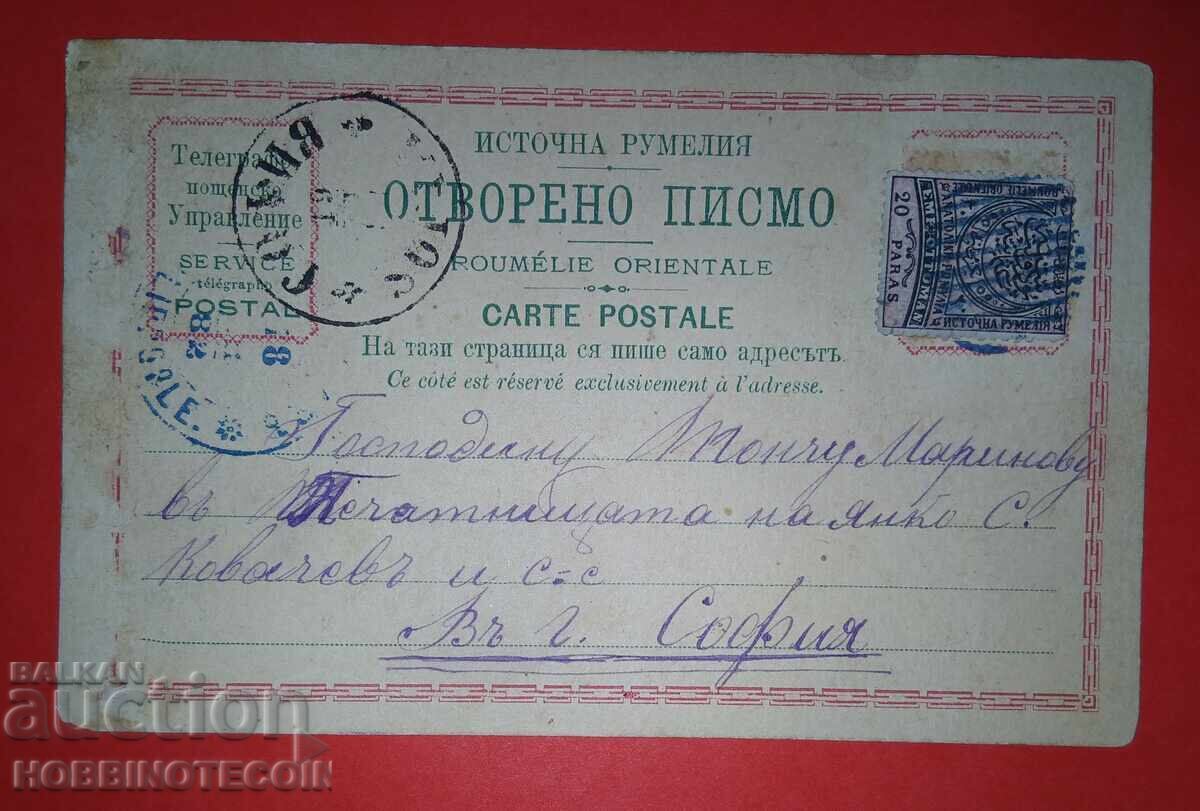 ИСТОЧНА РУМЕЛИЯ
ОТВОРЕНО ПИСМО
ROUMÉLIE ORIENTALE
CARTE POSTALE
На тази страница ся пише само адресътъ.
Ce côté est réservé exclusivement à l'adresse.
Телеграфо
пощенско
Управление
SERVICE
télégrapho
POSTAL
ИСТОЧНА РУМЕЛИЯ
20 PARAS
Господину Тончу Маринову
въ Печатницата на Янко С.
Ковачевъ и с-с
Въ г. София
BALKAN
auction
HOBBINOTECOIN